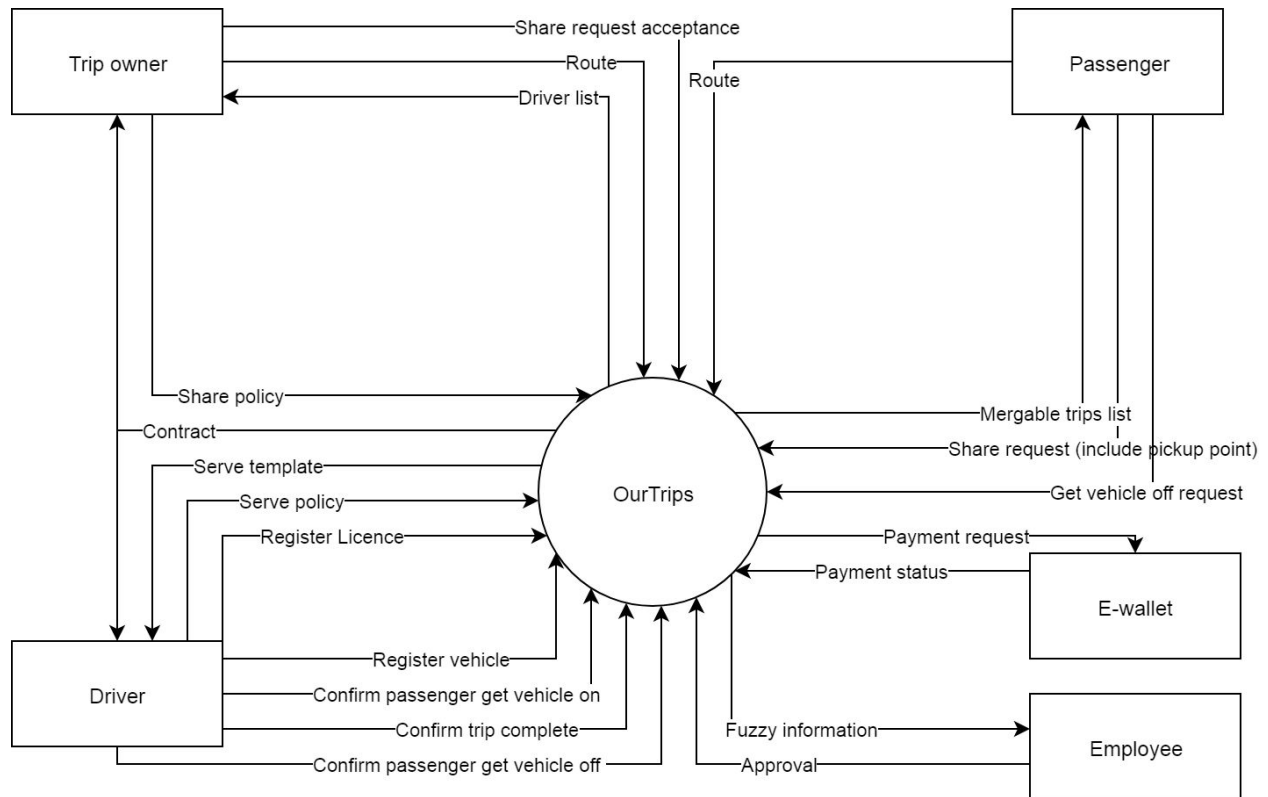 Share request acceptance
Trip owner
Route
Passenger
Route
Driver list
Share policy
Mergable trips list
Contract
Share request (include pickup point)
Serve template
OurTrips
Get vehicle off request
Serve policy
Register Licence
Payment request
Payment status
E-wallet
Register vehicle
Driver
Confirm passenger get vehicle on
Confirm trip complete
Fuzzy information
Employee
Confirm passenger get vehicle off
Approval